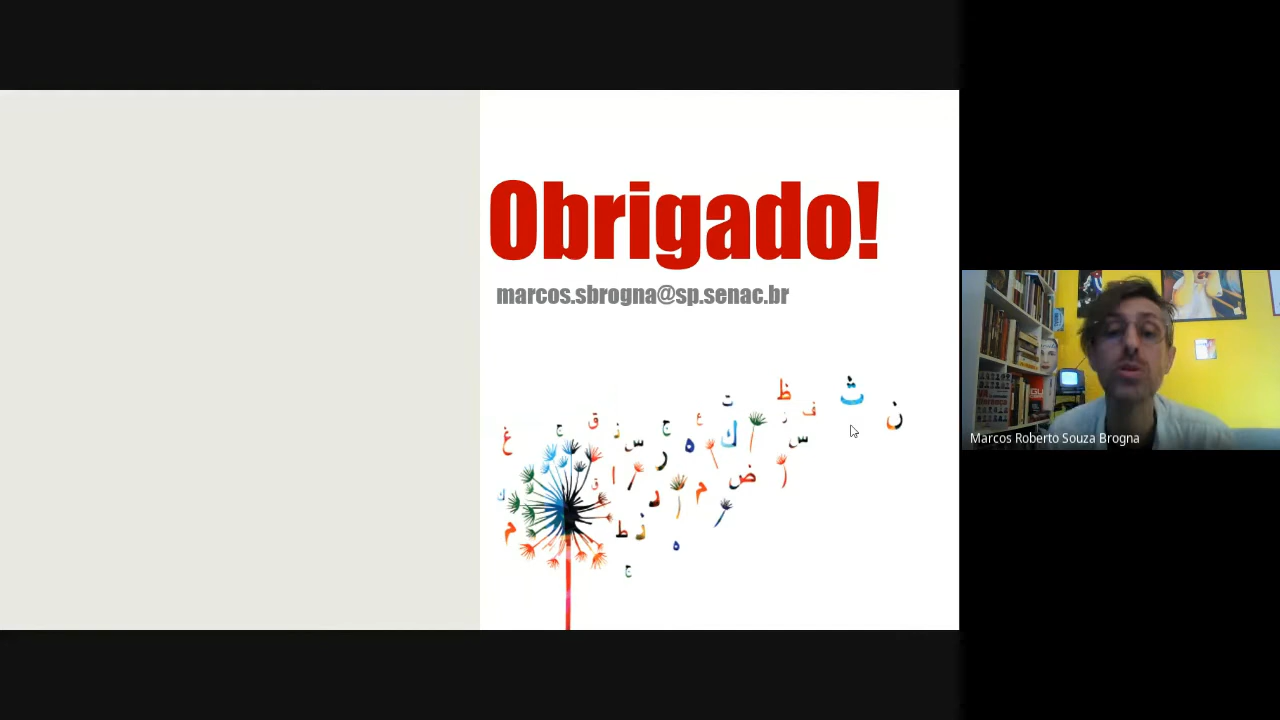 Obrigado!
marcos.sbrogna@sp.senac.br
ن
ث
ظ
ت
ف
ز
ع
ج
ق
ج
غ
س
ك
س
ه
ر
ا
ض
م
ق
ك
د
ط
م
ه
ج
Marcos Roberto Souza Brogna